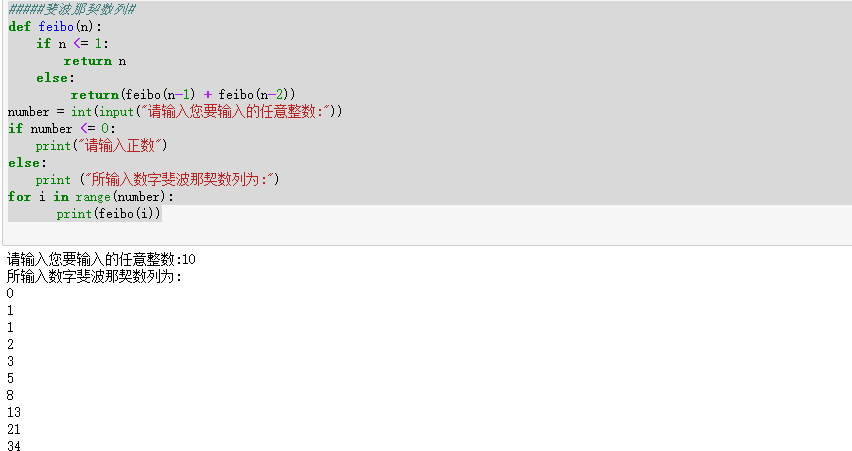 #####斐波那契数列#
def feibo(n):
    if n <= 1:
        return n
    else:
         return(feibo(n-1) + feibo(n-2))
number = int(input("请输入您要输入的任意整数:"))
if number <= 0:
    print("请输入正数")
else:
    print ("所输入数字斐波那契数列为:")
for i in range(number):
       print(feibo(i))
请输入您要输入的任意整数:10
所输入数字斐波那契数列为:
0
1
1
2
3
5
8
13
21
34